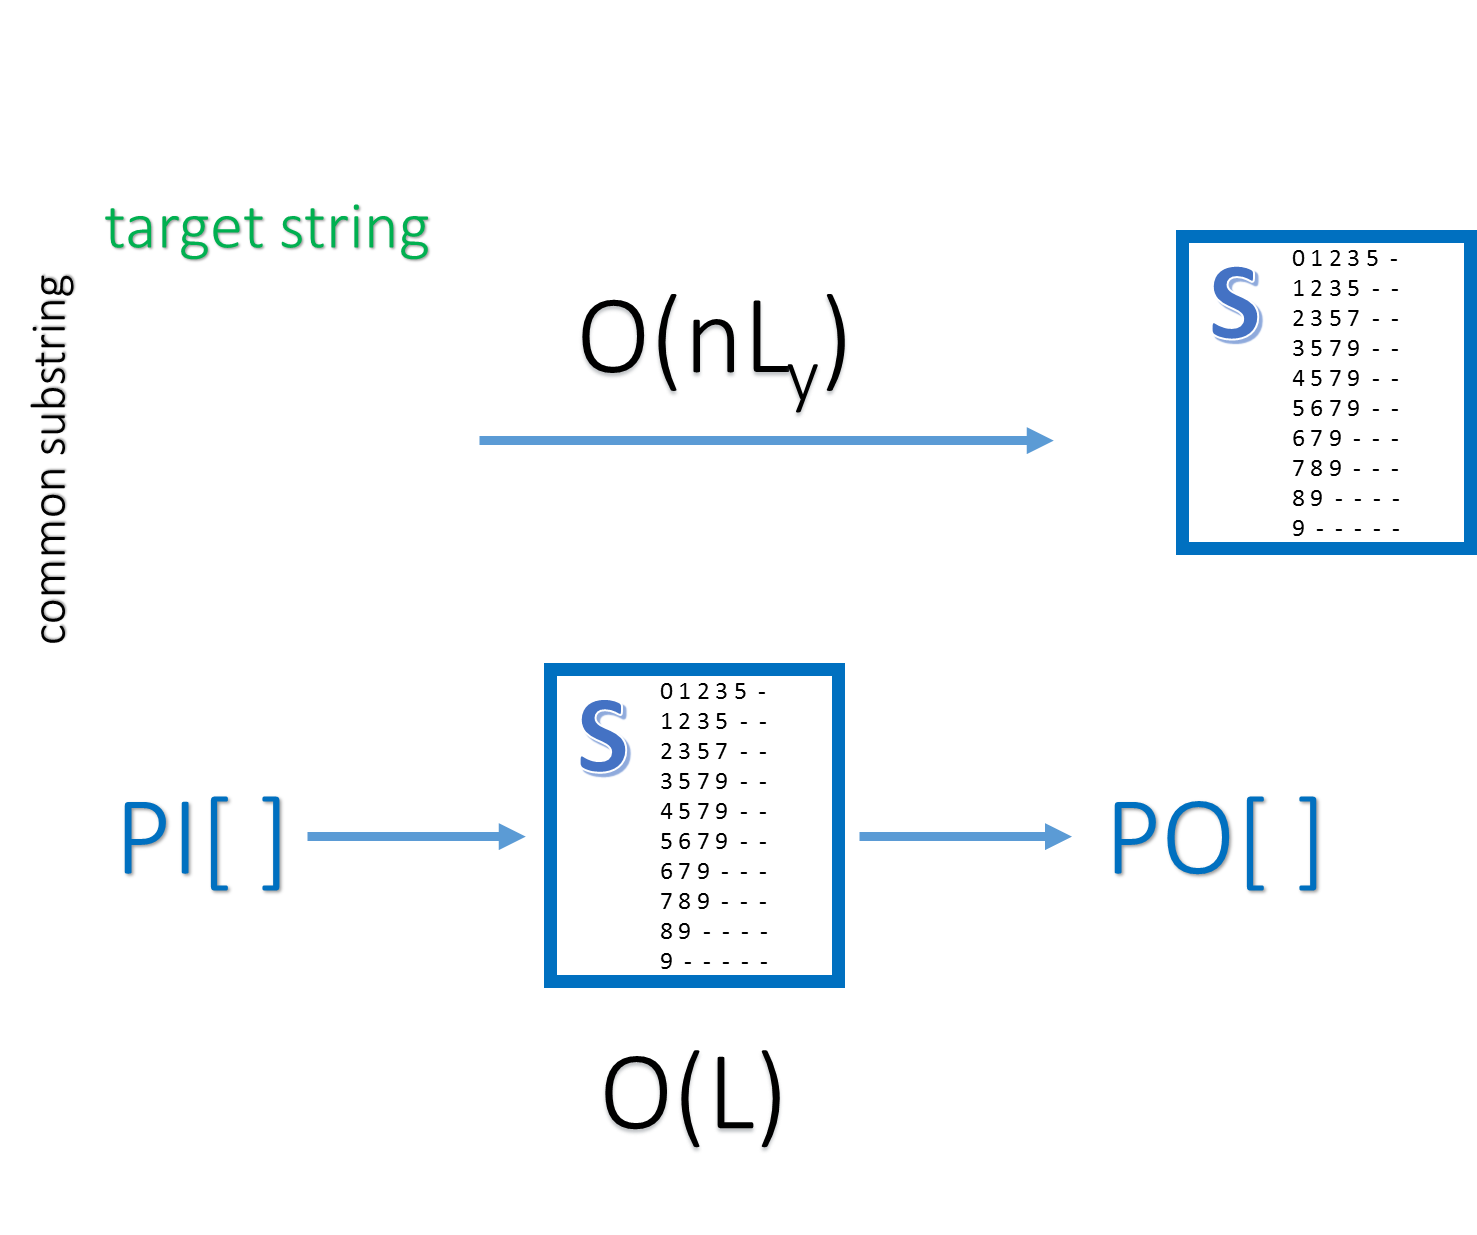 target string
common substring
O(nLy)
S
0 1 2 3 5 -
1 2 3 5 - -
2 3 5 7 - -
3 5 7 9 - -
4 5 7 9 - -
5 6 7 9 - -
6 7 9 - - -
7 8 9 - - -
8 9 - - - -
9 - - - - -
PI[ ]
S
0 1 2 3 5 -
1 2 3 5 - -
2 3 5 7 - -
3 5 7 9 - -
4 5 7 9 - -
5 6 7 9 - -
6 7 9 - - -
7 8 9 - - -
8 9 - - - -
9 - - - - -
PO[ ]
O(L)